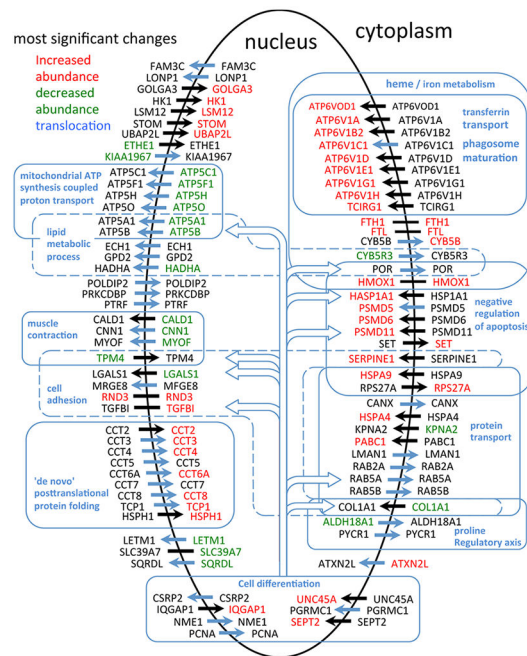 most significant changes
Increased
abundance
decreased
abundance
translocation
nucleus
cytoplasm
FAM3C FAM3C
LONP1 LONP1
GOLGA3 GOLGA3
HK1 HK1
LSM12 LSM12
STOM STOM
UBAP2L UBAP2L
ETHE1 ETHE1
KIAA1967 KIAA1967
mitochondrial ATP
synthesis coupled
proton transport
ATP5C1 ATP5C1
ATP5F1 ATP5F1
ATP5H ATP5H
ATP5O ATP5O
ATP5A1 ATP5A1
ATP5B ATP5B
lipid
metabolic
process
ECH1 ECH1
GPD2 GPD2
HADHA HADHA
POLDIP2 POLDIP2
PRKCDBP PRKCDBP
PTRF PTRF
muscle
contraction
CALD1 CALD1
CNN1 CNN1
MYOF MYOF
TPM4 TPM4
cell
adhesion
LGALS1 LGALS1
MRGE8 MFGE8
RND3 RND3
TGFBI TGFBI
'de novo'
posttranslational
protein folding
CCT2 CCT2
CCT3 CCT3
CCT4 CCT4
CCT5 CCT5
CCT6A CCT6A
CCT7 CCT7
CCT8 CCT8
TCP1 TCP1
HSPH1 HSPH1
LETM1 LETM1
SLC39A7 SLC39A7
SQRDL SQRDL
Cell differentiation
CSRP2 CSRP2
IQGAP1 IQGAP1
NME1 NME1
PCNA PCNA
UNC45A UNC45A
PGRMC1 PGRMC1
SEPT2 SEPT2
heme / iron metabolism
transferrin
transport
phagosome
maturation
ATP6VOD1 ATP6VOD1
ATP6V1A ATP6V1A
ATP6V1B2 ATP6V1B2
ATP6V1C1 ATP6V1C1
ATP6V1D ATP6V1D
ATP6V1E1 ATP6V1E1
ATP6V1G1 ATP6V1G1
ATP6V1H ATP6V1H
TCIRG1 TCIRG1
FTH1 FTH1
FTL FTL
CYB5B CYB5B
CYB5R3 CYB5R3
POR POR
HMOX1 HMOX1
negative
regulation
of apoptosis
HASP1A1 HSP1A1
PSMD5 PSMD5
PSMD6 PSMD6
PSMD11 PSMD11
SET SET
SERPINE1 SERPINE1
HSPA9 HSPA9
RPS27A RPS27A
protein
transport
CANX CANX
HSPA4 HSPA4
KPNA2 KPNA2
PABC1 PABC1
LMAN1 LMAN1
RAB2A RAB2A
RAB5A RAB5A
RAB5B RAB5B
COL1A1 COL1A1
ALDH18A1 ALDH18A1
PYCR1 PYCR1
proline
Regulatory axis
ATXN2L ATXN2L